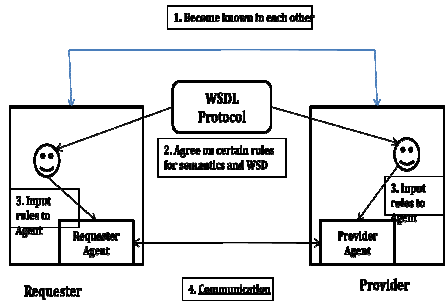 1. Become known to each other
WSDL
Protocol
2. Agree on certain rules
for semantics and WSD
3. Input
rules to
Agent
3. Input
rules to
Agent
Requester
Agent
Provider
Agent
4. Communication
Requester
Provider